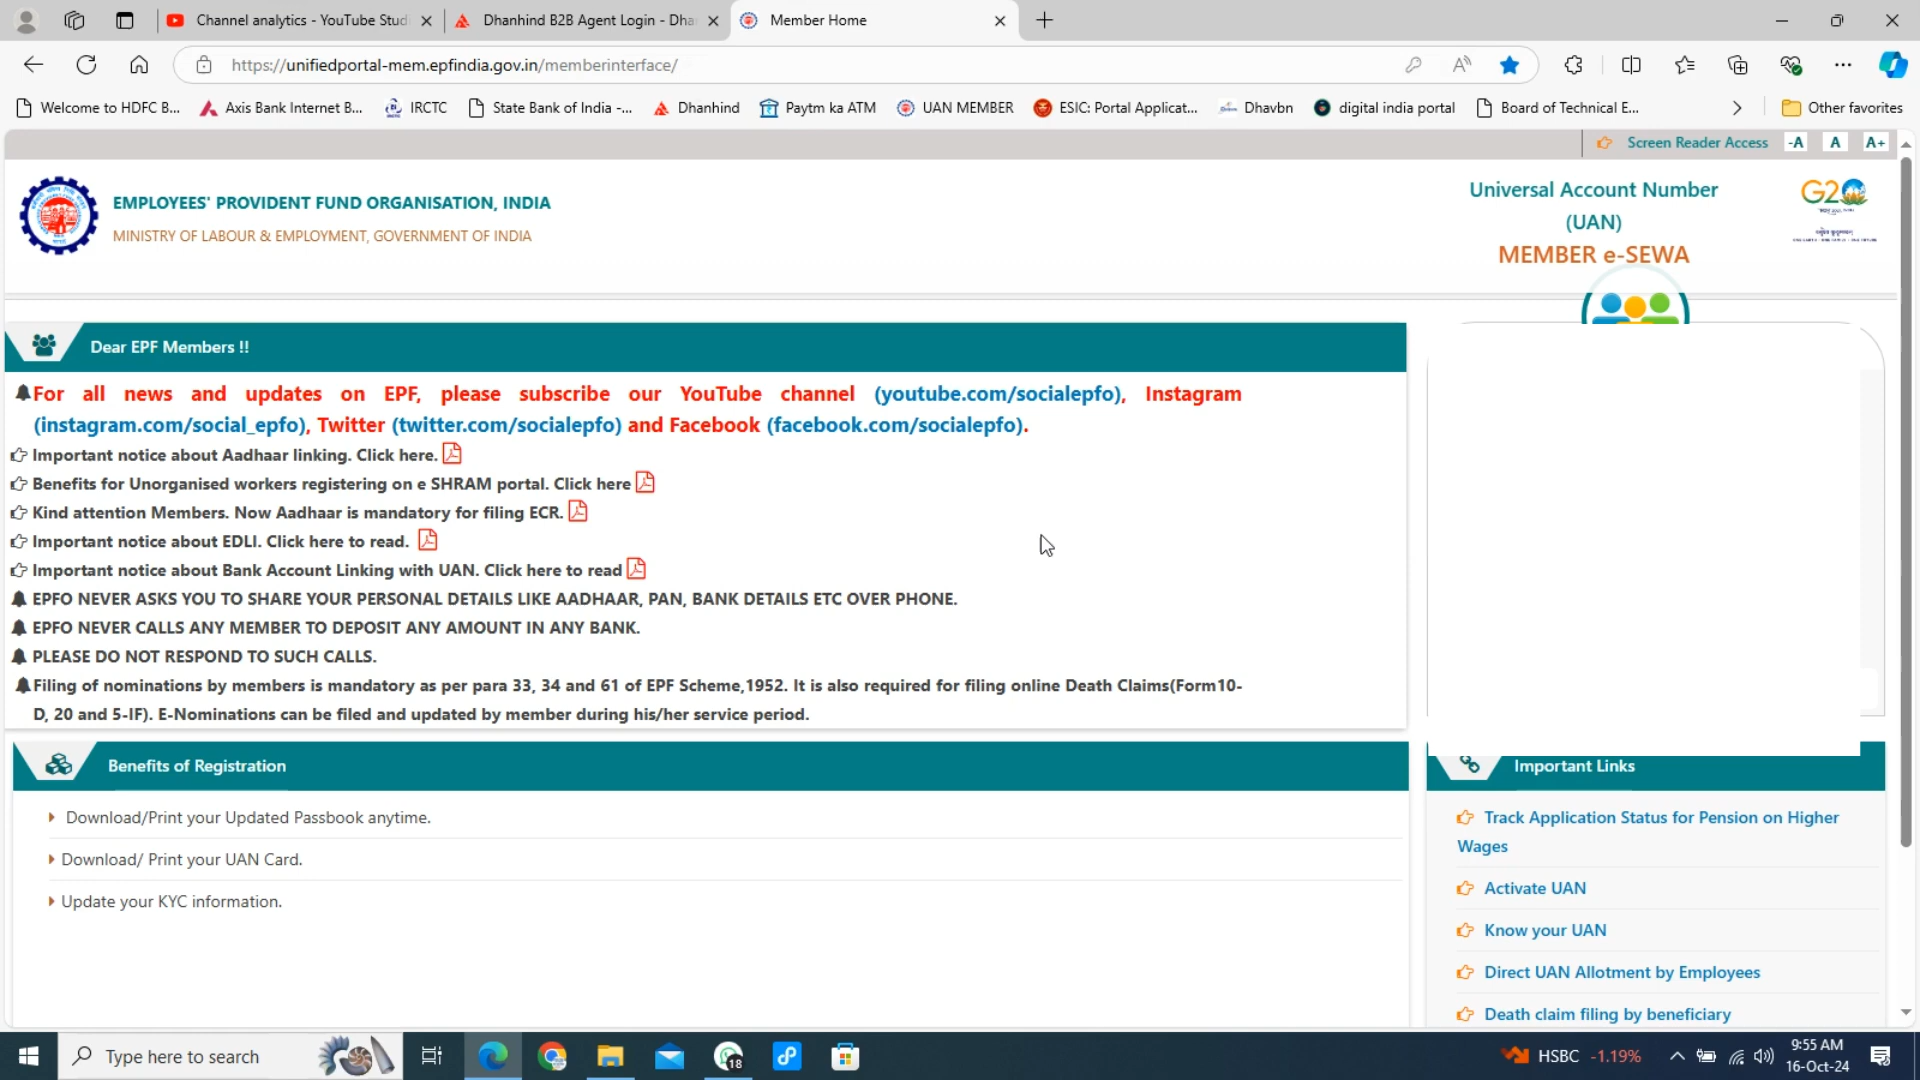 Channel analytics - YouTube Stud
Dhanhind B2B Agent Login - Dha
Member Home
https://unifiedportal-mem.epfindia.gov.in/memberinterface/
Welcome to HDFC B...
Axis Bank Internet B...
IRCTC
State Bank of India -...
Dhanhind
Paytm ka ATM
UAN MEMBER
ESIC: Portal Applicat...
Dhavbn
digital india portal
Board of Technical E...
Other favorites
Screen Reader Access -A A A+
EMPLOYEES' PROVIDENT FUND ORGANISATION, INDIA
MINISTRY OF LABOUR & EMPLOYMENT, GOVERNMENT OF INDIA
Universal Account Number
(UAN)
MEMBER e-SEWA
G20
Dear EPF Members !!
For all news and updates on EPF, please subscribe our YouTube channel (youtube.com/socialepfo), Instagram
(instagram.com/social_epfo), Twitter (twitter.com/socialepfo) and Facebook (facebook.com/socialepfo).
Important notice about Aadhaar linking. Click here.
Benefits for Unorganised workers registering on e SHRAM portal. Click here
Kind attention Members. Now Aadhaar is mandatory for filing ECR.
Important notice about EDLI. Click here to read.
Important notice about Bank Account Linking with UAN. Click here to read
EPFO NEVER ASKS YOU TO SHARE YOUR PERSONAL DETAILS LIKE AADHAAR, PAN, BANK DETAILS ETC OVER PHONE.
EPFO NEVER CALLS ANY MEMBER TO DEPOSIT ANY AMOUNT IN ANY BANK.
PLEASE DO NOT RESPOND TO SUCH CALLS.
Filing of nominations by members is mandatory as per para 33, 34 and 61 of EPF Scheme,1952. It is also required for filing online Death Claims(Form10-
D, 20 and 5-IF). E-Nominations can be filed and updated by member during his/her service period.
Benefits of Registration
Download/Print your Updated Passbook anytime.
Download/ Print your UAN Card.
Update your KYC information.
Important Links
Track Application Status for Pension on Higher
Wages
Activate UAN
Know your UAN
Direct UAN Allotment by Employees
Death claim filing by beneficiary
Type here to search
18
HSBC -1.19%
9:55 AM
16-Oct-24